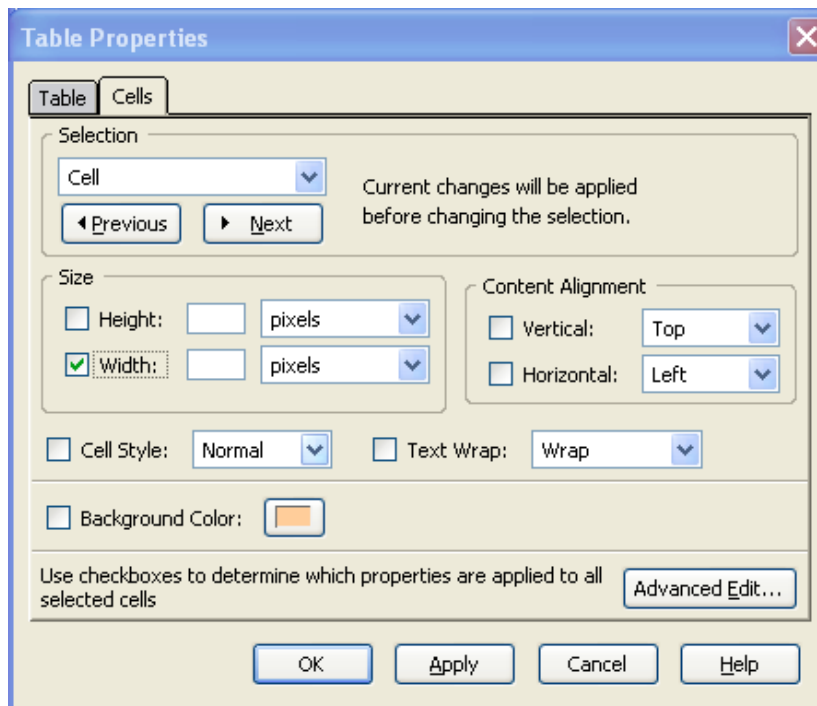 Table Properties
Table Cells
Selection
Cell
Current changes will be applied
before changing the selection.
Previous Next
Size
Height: pixels
Width: pixels
Content Alignment
Vertical: Top
Horizontal: Left
Cell Style: Normal Text Wrap: Wrap
Background Color:
Use checkboxes to determine which properties are applied to all
selected cells
Advanced Edit...
OK Apply Cancel Help